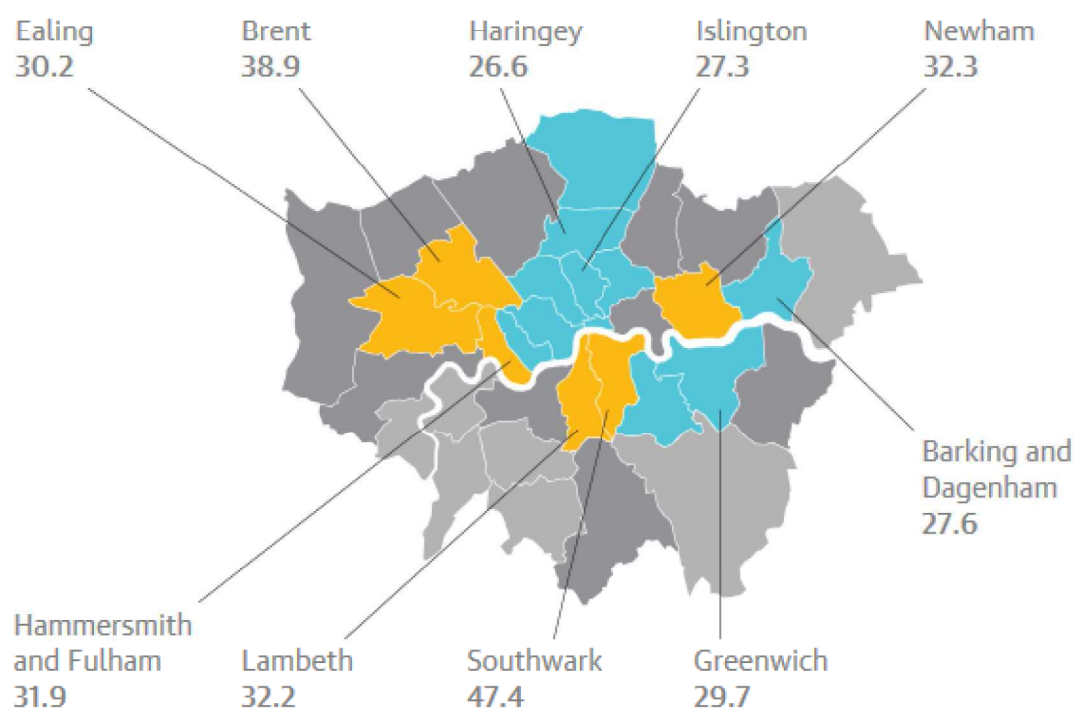 Ealing
30.2
Brent
38.9
Haringey
26.6
Islington
27.3
Newham
32.3
Barking and
Dagenham
27.6
Hammersmith
and Fulham
31.9
Lambeth
32.2
Southwark
47.4
Greenwich
29.7